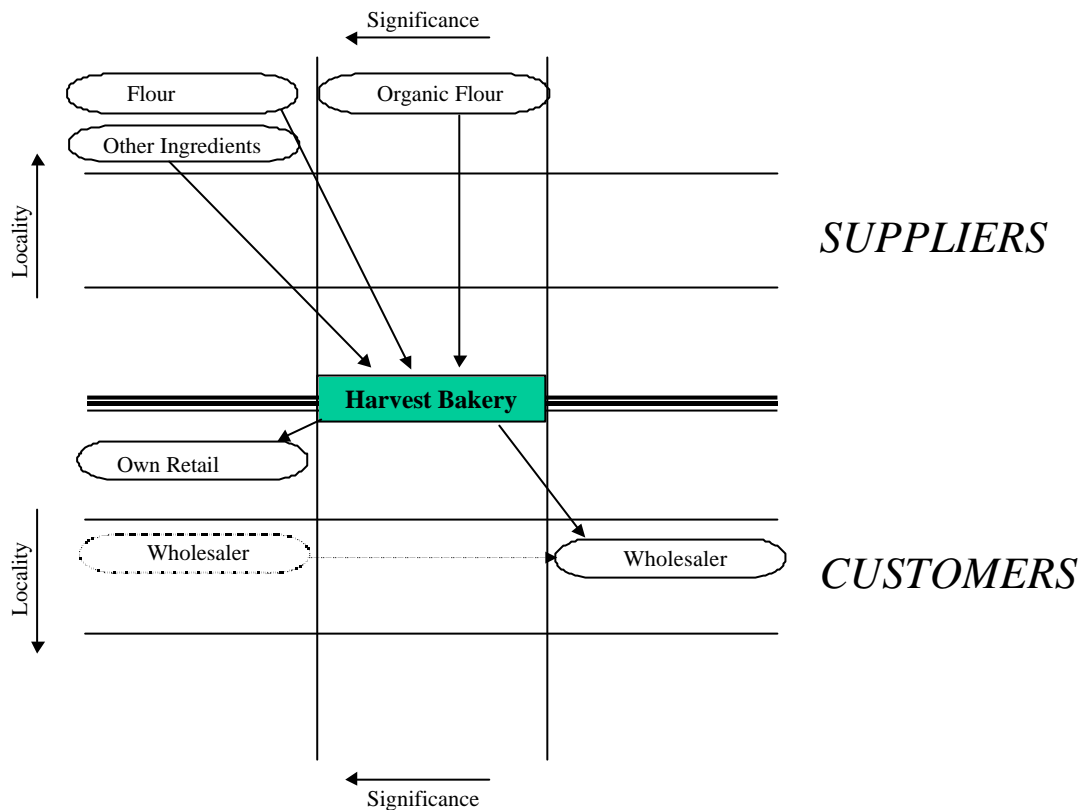 Significance
Flour
Organic Flour
Other Ingredients
Locality
SUPPLIERS
Harvest Bakery
Own Retail
Locality
Wholesaler
Wholesaler
CUSTOMERS
Significance